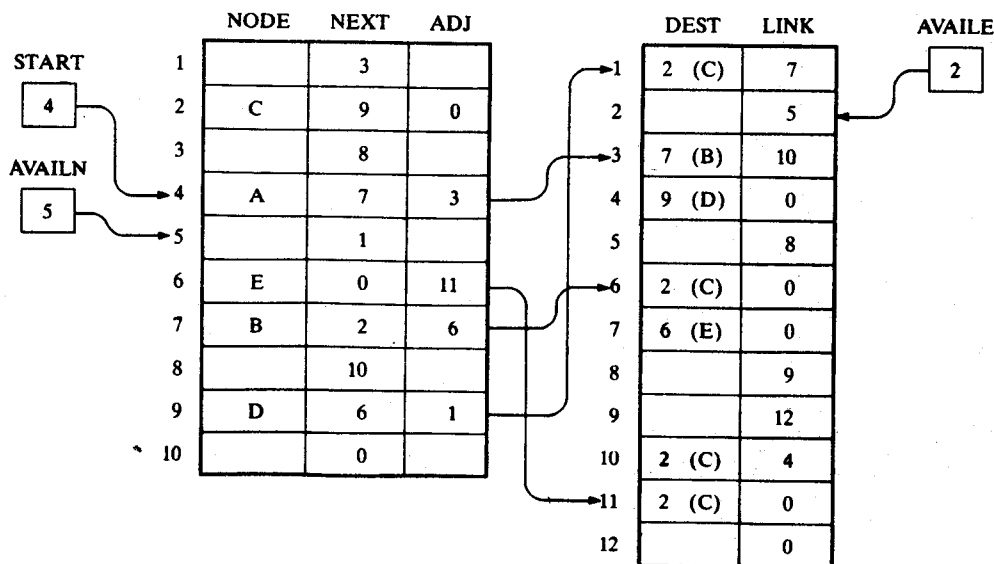 NODE NEXT ADJ
DEST LINK
AVAILE
START
4
AVAILN
5
1 3
2 C 9 0
3 8
4 A 7 3
5 1
6 E 0 11
7 B 2 6
8 10
9 D 6 1
10 0
1 2 (C) 7
2 5
3 7 (B) 10
4 9 (D) 0
5 8
6 2 (C) 0
7 6 (E) 0
8 9
9 12
10 2 (C) 4
11 2 (C) 0
12 0
2